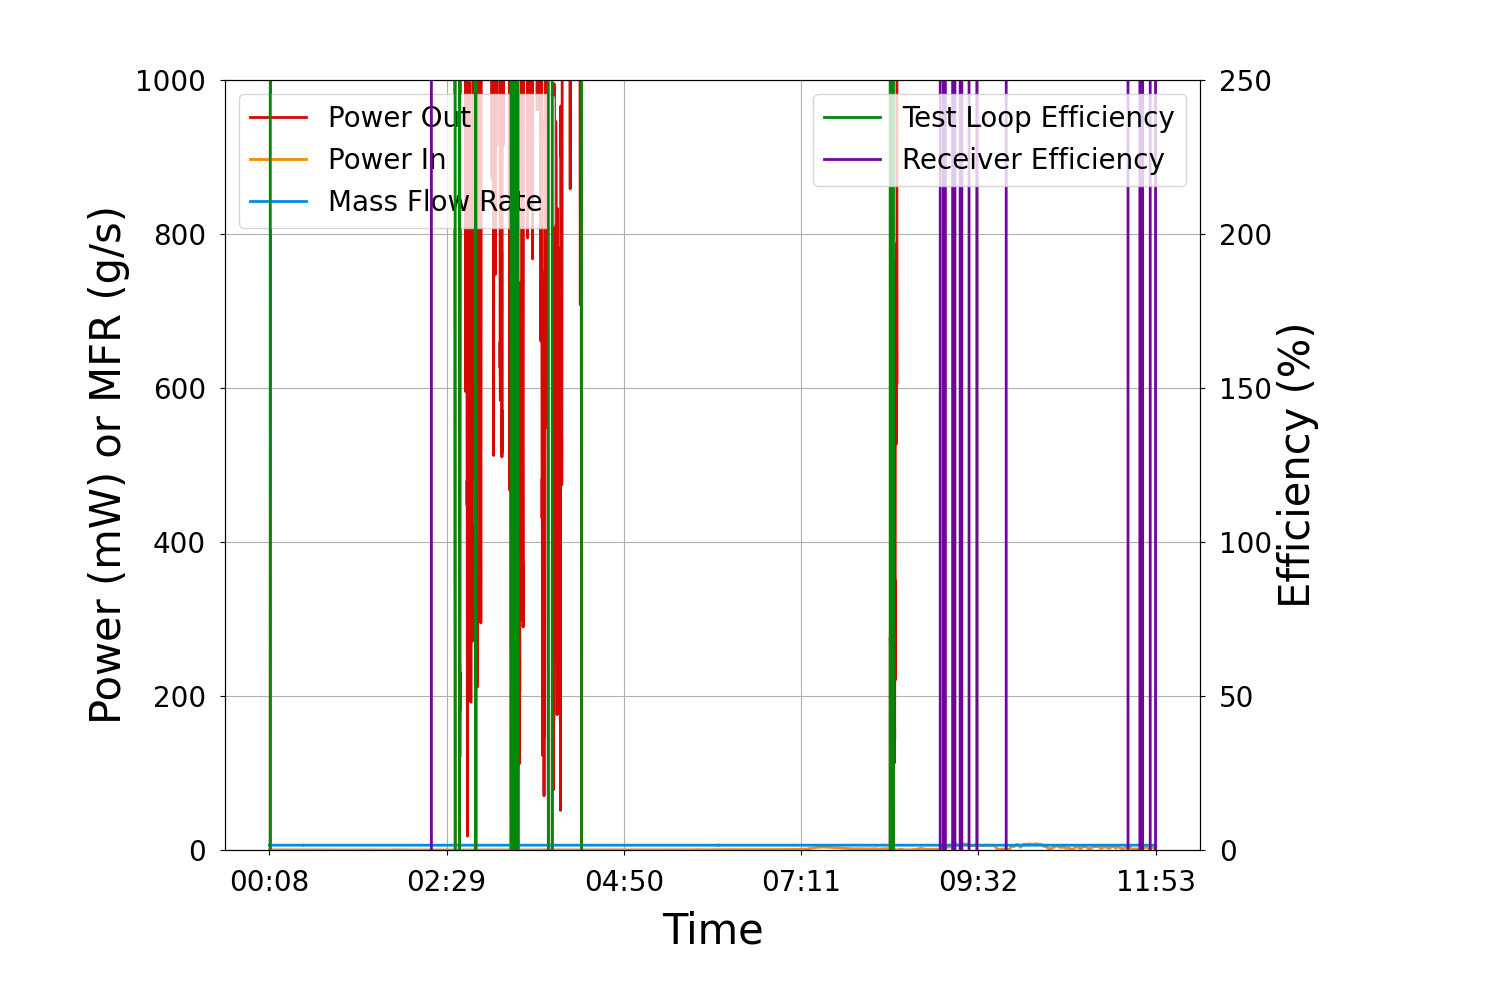 Power (mW) or MFR (g/s)
1000
800
600
400
200
0
Power Out
Power In
Mass Flow Rate
Test Loop Efficiency
Receiver Efficiency
250
200
150
100
50
0
Efficiency (%)
00:08 02:29 04:50 07:11 09:32 11:53
Time